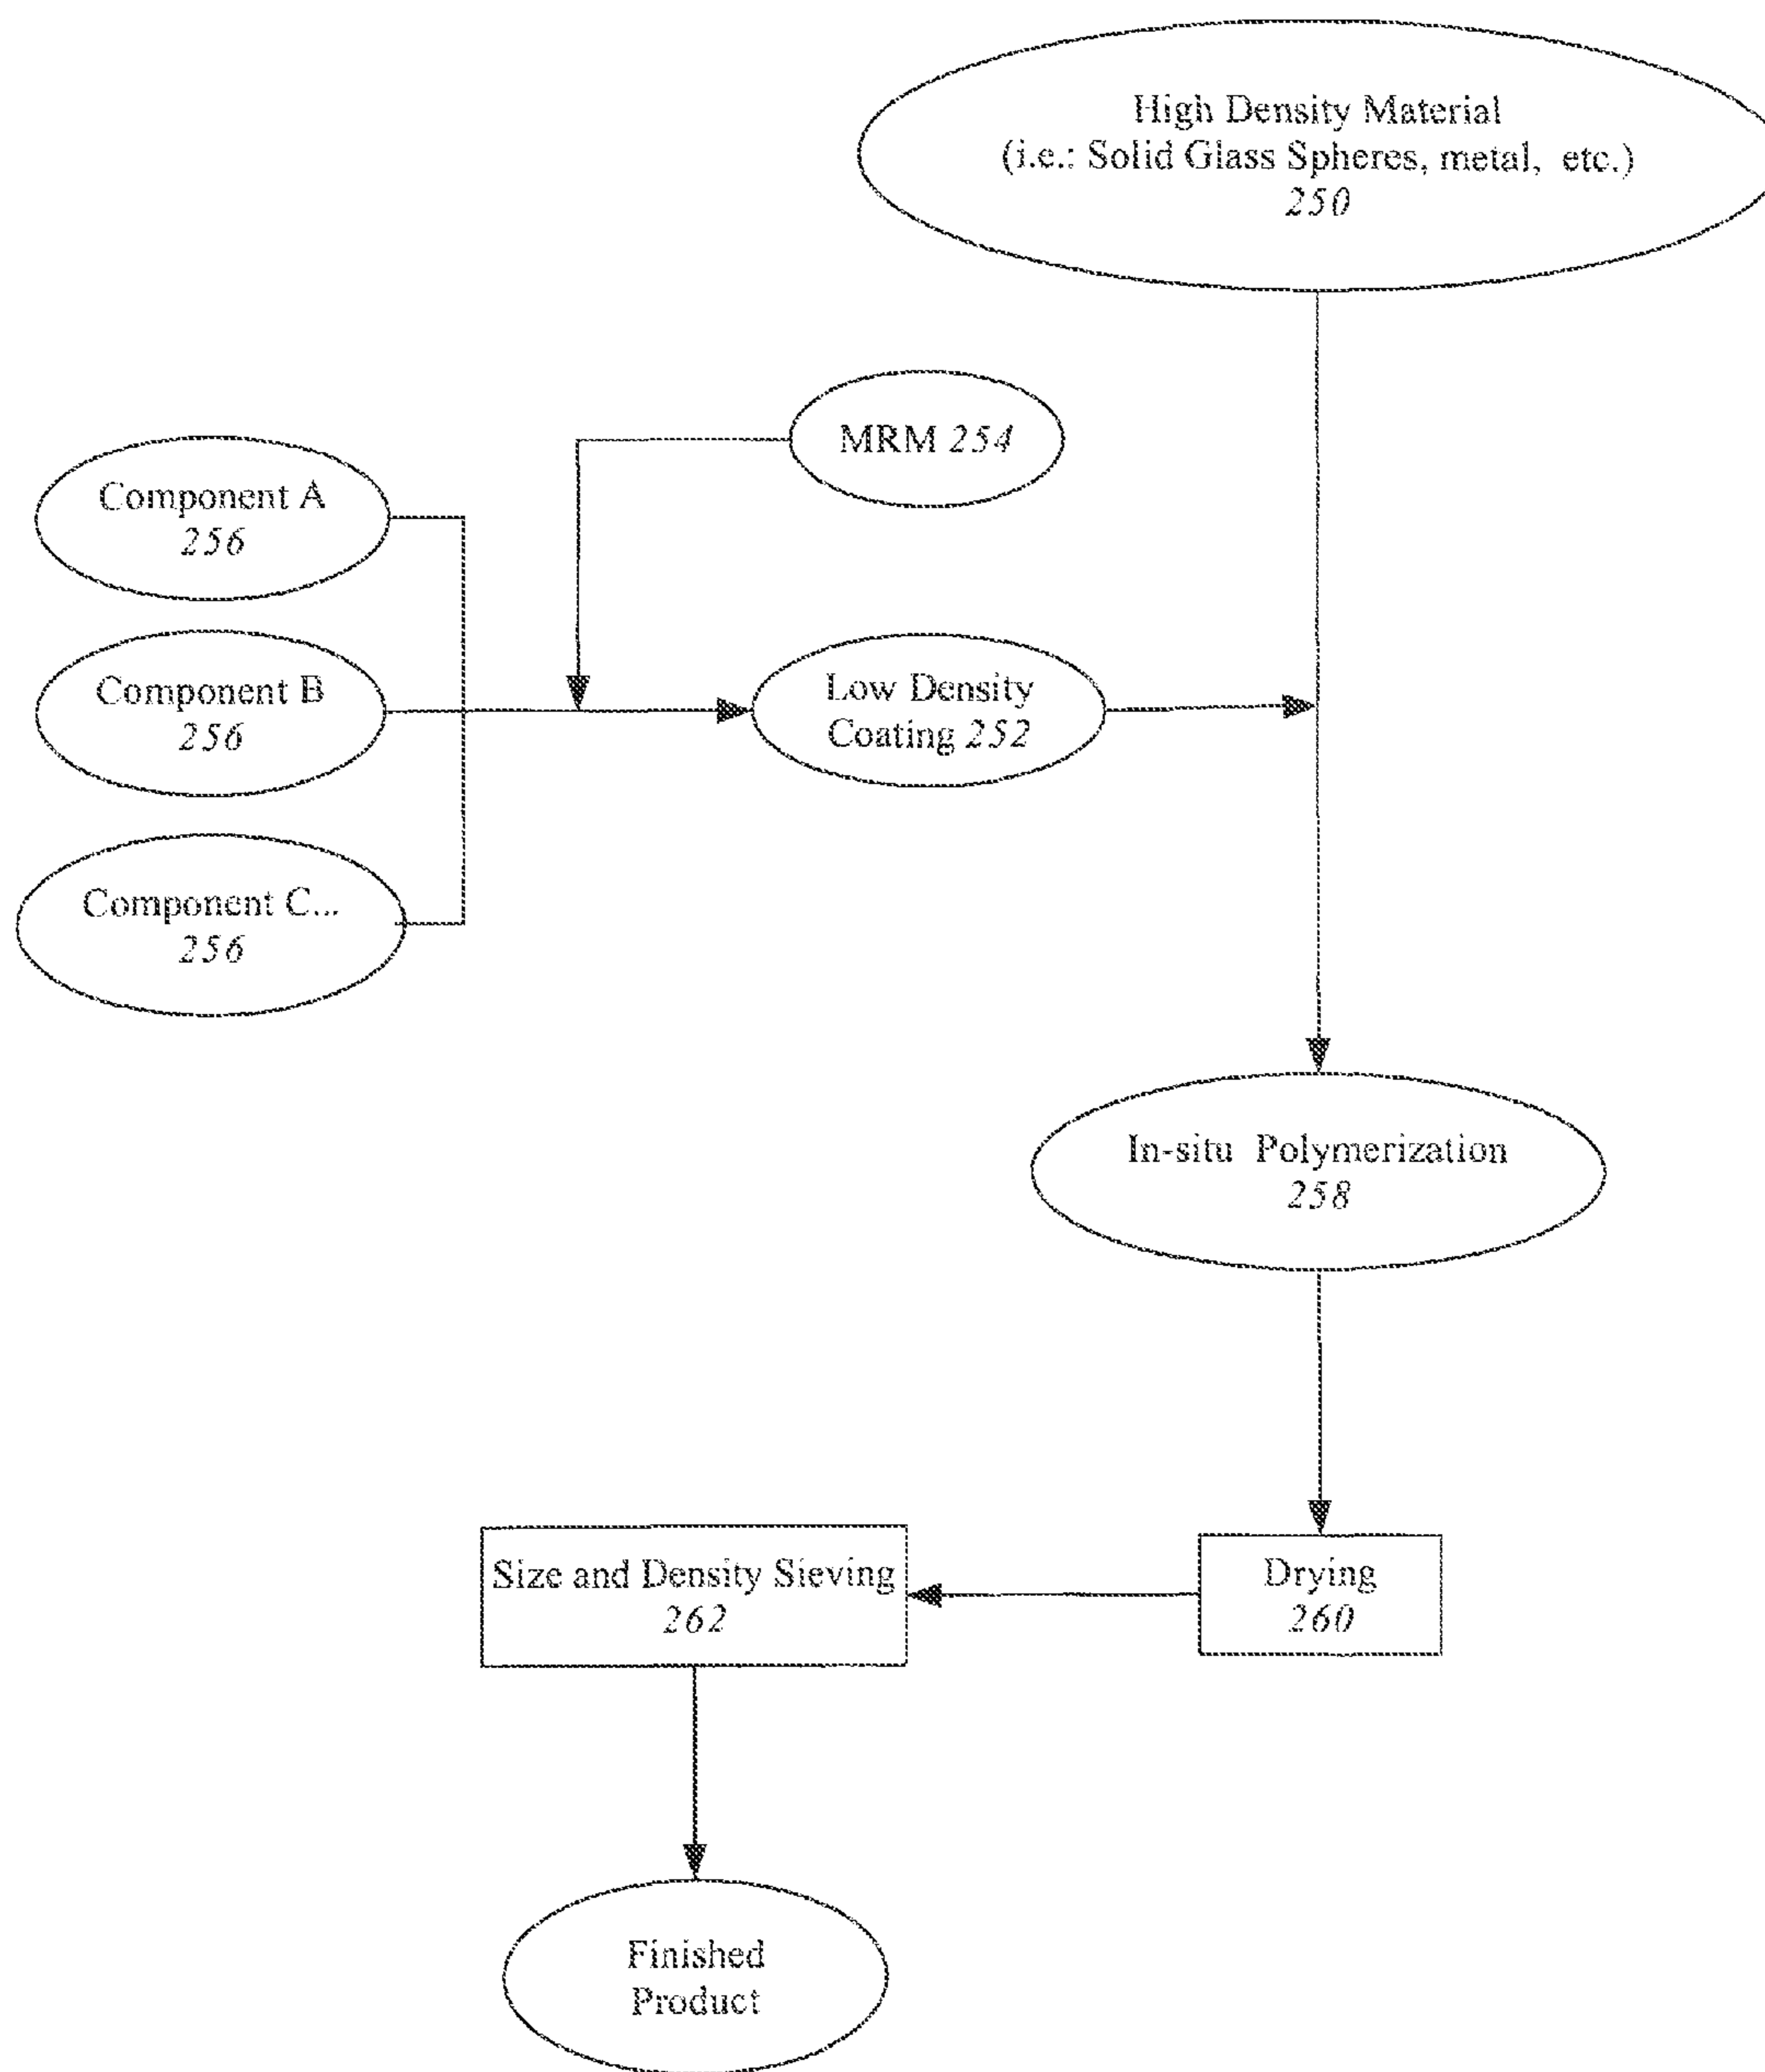 High Density Material
(i.e.: Solid Glass Spheres, metal, etc.)
250
MRM 254
Component A
256
Component B
256
Low Density
Coating 252
Component C...
256
In-situ Polymerization
258
Size and Density Sieving
262
Drying
260
Finished
Product